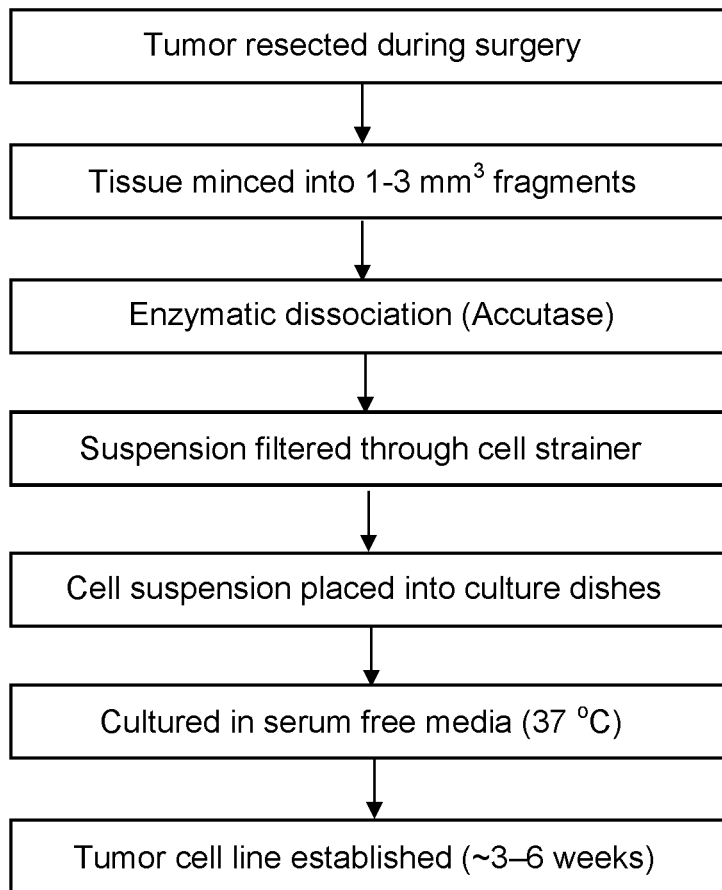 Tumor resected during surgery
Tissue minced into 1-3 mm³ fragments
Enzymatic dissociation (Accutase)
Suspension filtered through cell strainer
Cell suspension placed into culture dishes
Cultured in serum free media (37 °C)
Tumor cell line established (~3–6 weeks)